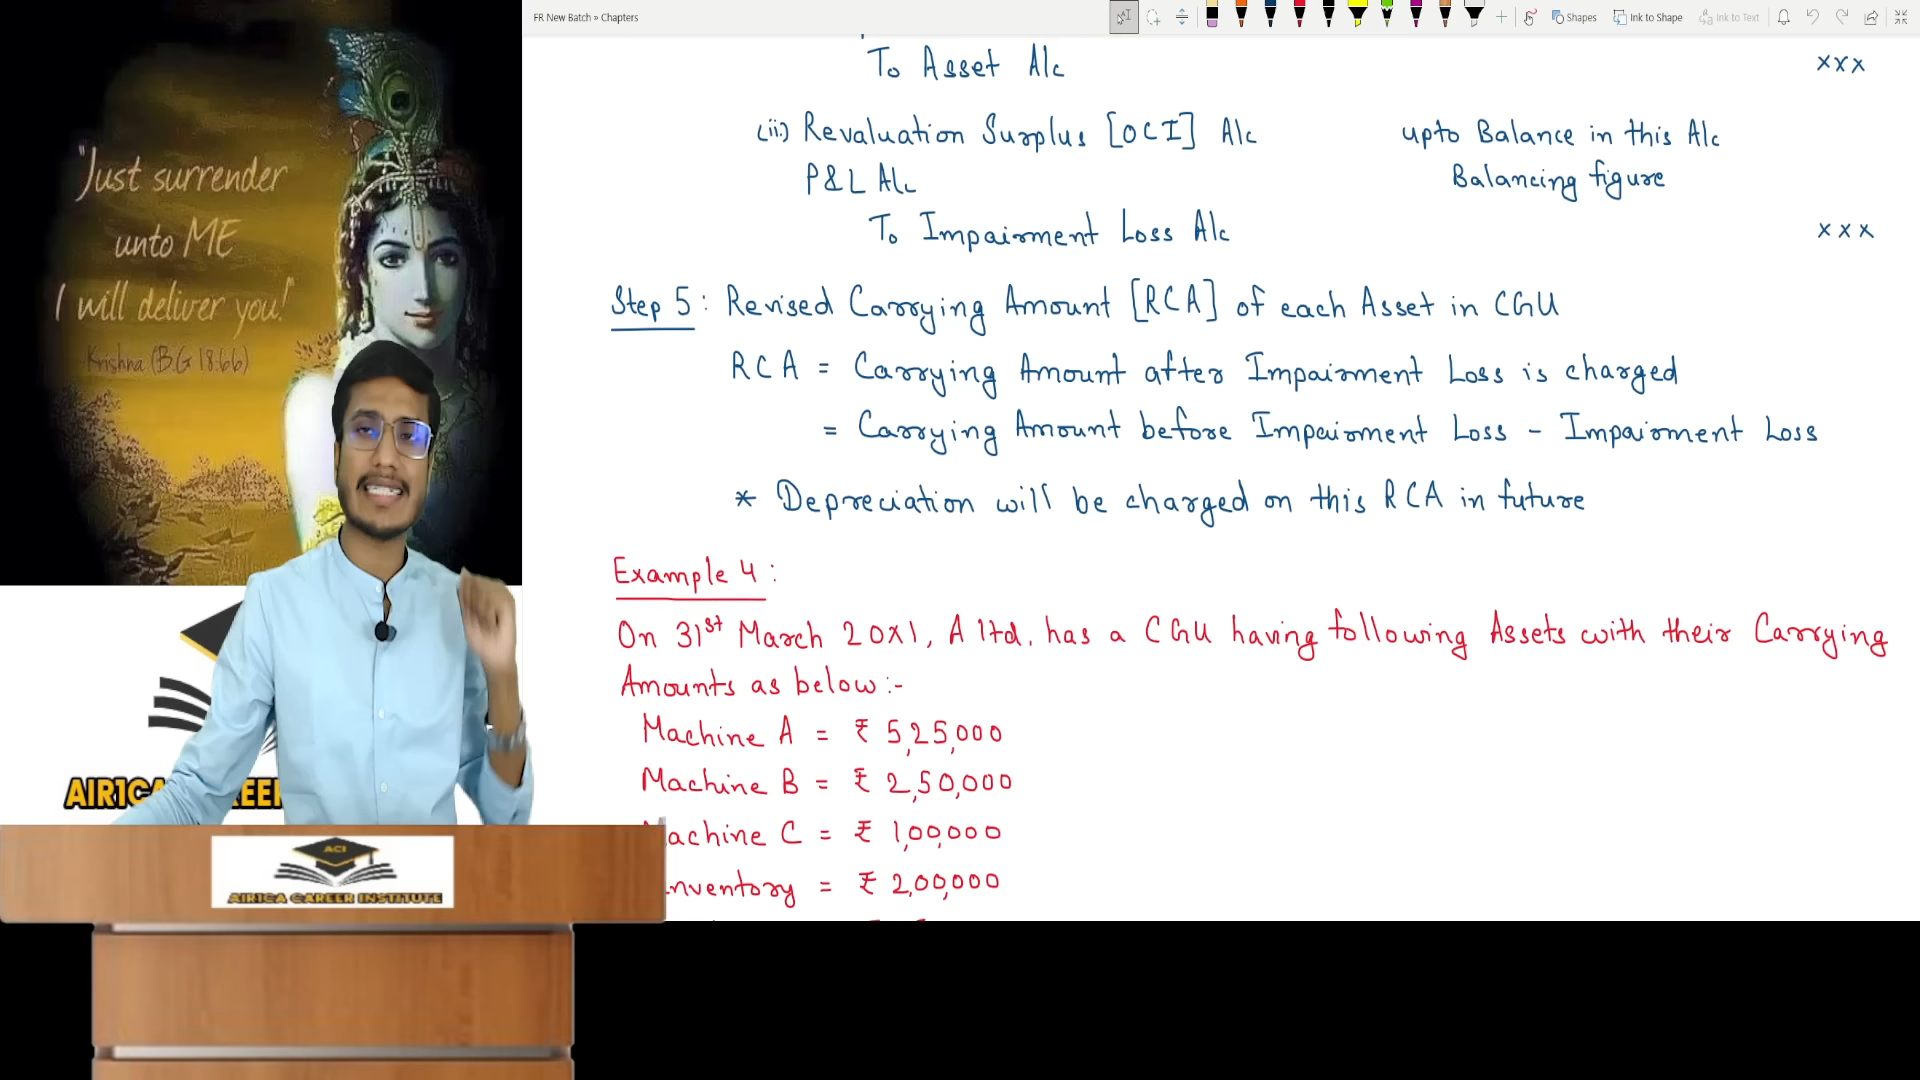 FR New Batch » Chapters
Shapes
Ink to Shape
Ink to Text
To Asset A/c xxx
(ii) Revaluation Surplus [OCI] A/c upto Balance in this A/c
P&L A/c Balancing figure
To Impairment Loss A/c xxx
Step 5: Revised Carrying Amount [RCA] of each Asset in CGU
RCA = Carrying Amount after Impairment Loss is charged
= Carrying Amount before Impairment Loss - Impairment Loss
* Depreciation will be charged on this RCA in future
Example 4:
On 31st March 20X1, A ltd. has a CGU having following Assets with their Carrying
Amounts as below:-
Machine A = ₹ 5,25,000
Machine B = ₹ 2,50,000
Machine C = ₹ 1,00,000
Inventory = ₹ 2,00,000
"Just surrender
unto ME
I will deliver you!"
Krishna (B.G 18:66)
ACI
AIR1CA CAREER INSTITUTE